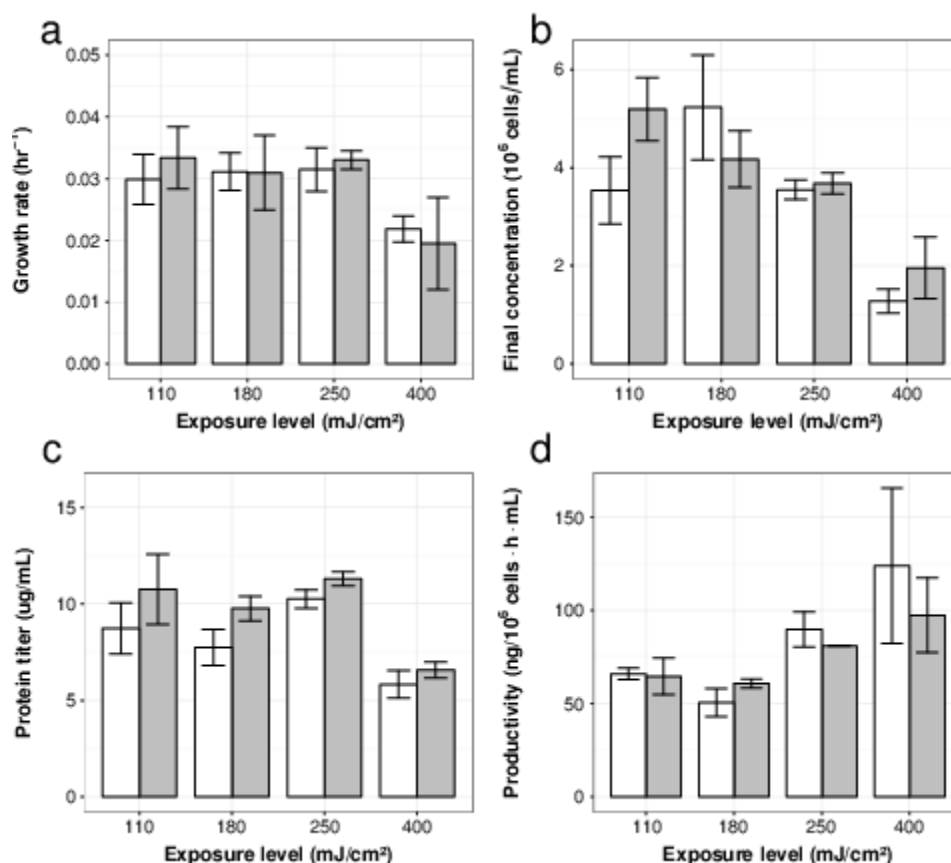 a
0.05
0.04
0.03
0.02
0.01
0.00
Growth rate (hr⁻¹)
110 180 250 400
Exposure level (mJ/cm²)
b
6
4
2
0
Final concentration (10⁶ cells/mL)
110 180 250 400
Exposure level (mJ/cm²)
c
15
10
5
0
Protein titer (ug/mL)
110 180 250 400
Exposure level (mJ/cm²)
d
150
100
50
0
Productivity (ng/10⁶ cells · h · mL)
110 180 250 400
Exposure level (mJ/cm²)